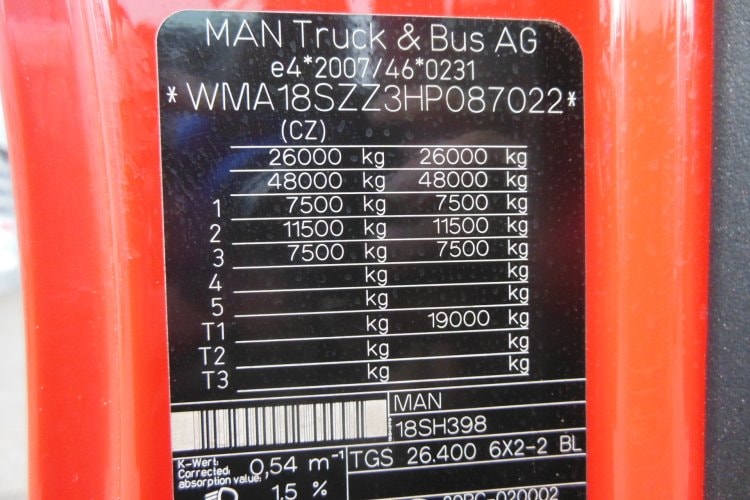 MAN Truck & Bus AG
e4*2007/46*0231
*WMA18SZZ3HP087022*
(CZ)
26000 kg 26000 kg
48000 kg 48000 kg
1 7500 kg 7500 kg
2 11500 kg 11500 kg
3 7500 kg 7500 kg
4 kg kg
5 kg kg
T1 kg 19000 kg
T2 kg kg
T3 kg kg
MAN
18SH398
K-Wert:
Corrected
absorption value: 0,54 m-1
TGS 26.400 6X2-2 BL
1.5 %